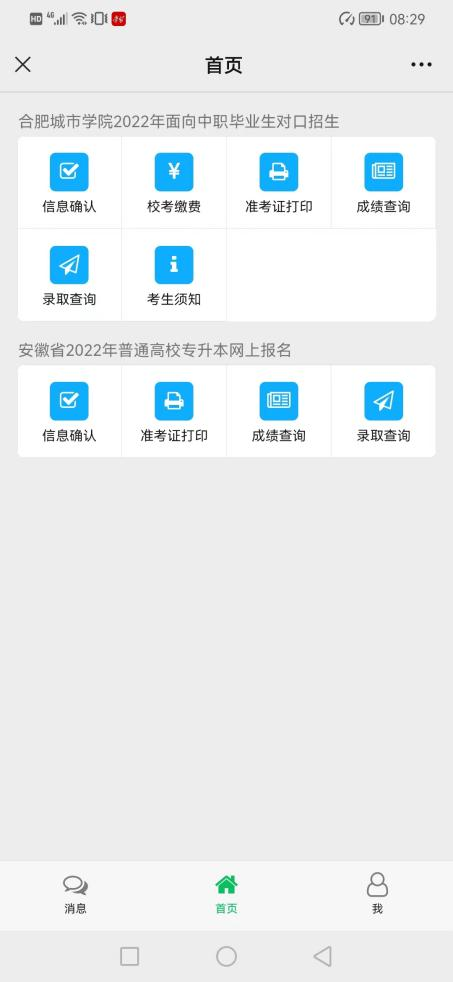 HD 4G 91 08:29
首页
合肥城市学院2022年面向中职毕业生对口招生
信息确认 校考缴费 准考证打印 成绩查询
录取查询 考生须知
安徽省2022年普通高校专升本网上报名
信息确认 准考证打印 成绩查询 录取查询
消息 首页 我